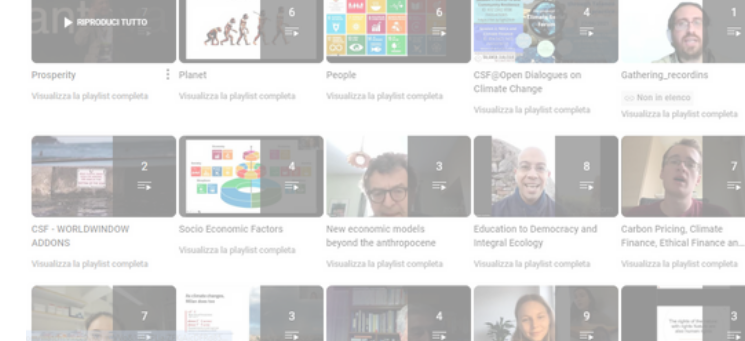 RIPRODUCI TUTTO
6
6
4
1
Prosperity
Planet
People
CSF@Open Dialogues on
Climate Change
Gathering_recordins
Visualizza la playlist completa
Visualizza la playlist completa
Visualizza la playlist completa
Visualizza la playlist completa
Non in elenco
Visualizza la playlist completa
2
4
3
8
7
CSF - WORLDWINDOW
ADDONS
Socio Economic Factors
New economic models
beyond the anthropocene
Education to Democracy and
Integral Ecology
Carbon Pricing, Climate
Finance, Ethical Finance an...
Visualizza la playlist completa
Visualizza la playlist completa
Visualizza la playlist completa
Visualizza la playlist completa
Visualizza la playlist completa
7
3
4
9
3